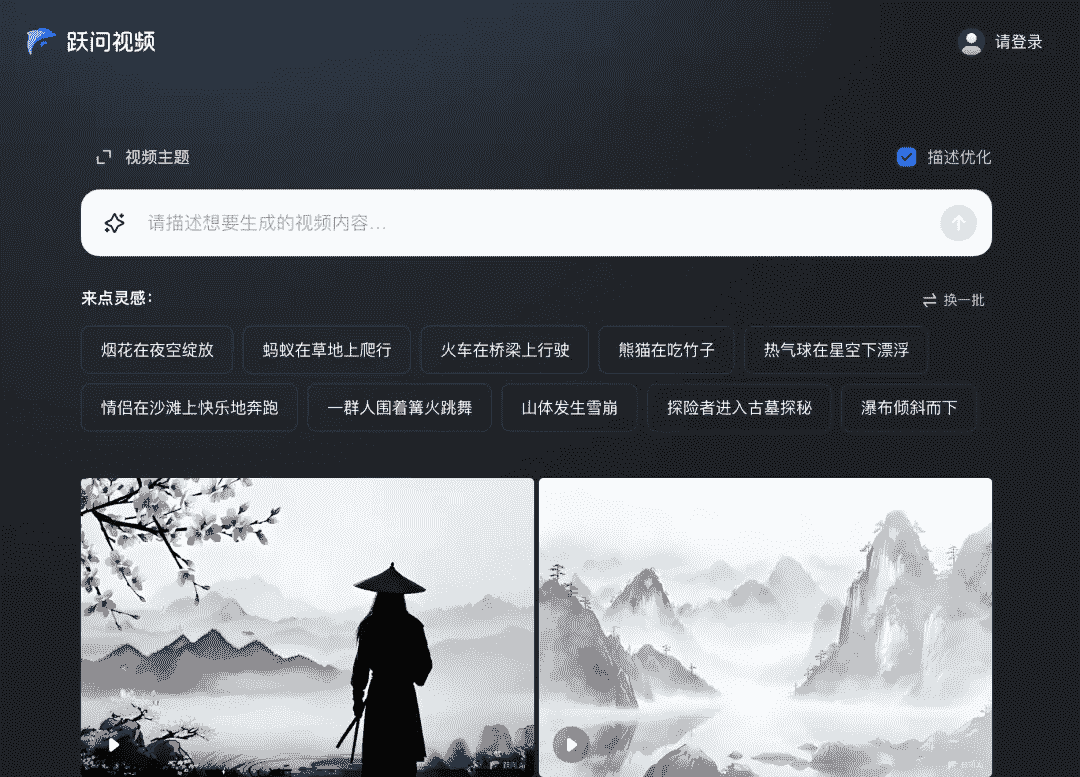 跃问视频
请登录
视频主题
描述优化
请描述想要生成的视频内容...
来点灵感：
换一批
烟花在夜空绽放 蚂蚁在草地上爬行 火车在桥梁上行驶 熊猫在吃竹子 热气球在星空下漂浮
情侣在沙滩上快乐地奔跑 一群人围着篝火跳舞 山体发生雪崩 探险者进入古墓探秘 瀑布倾斜而下